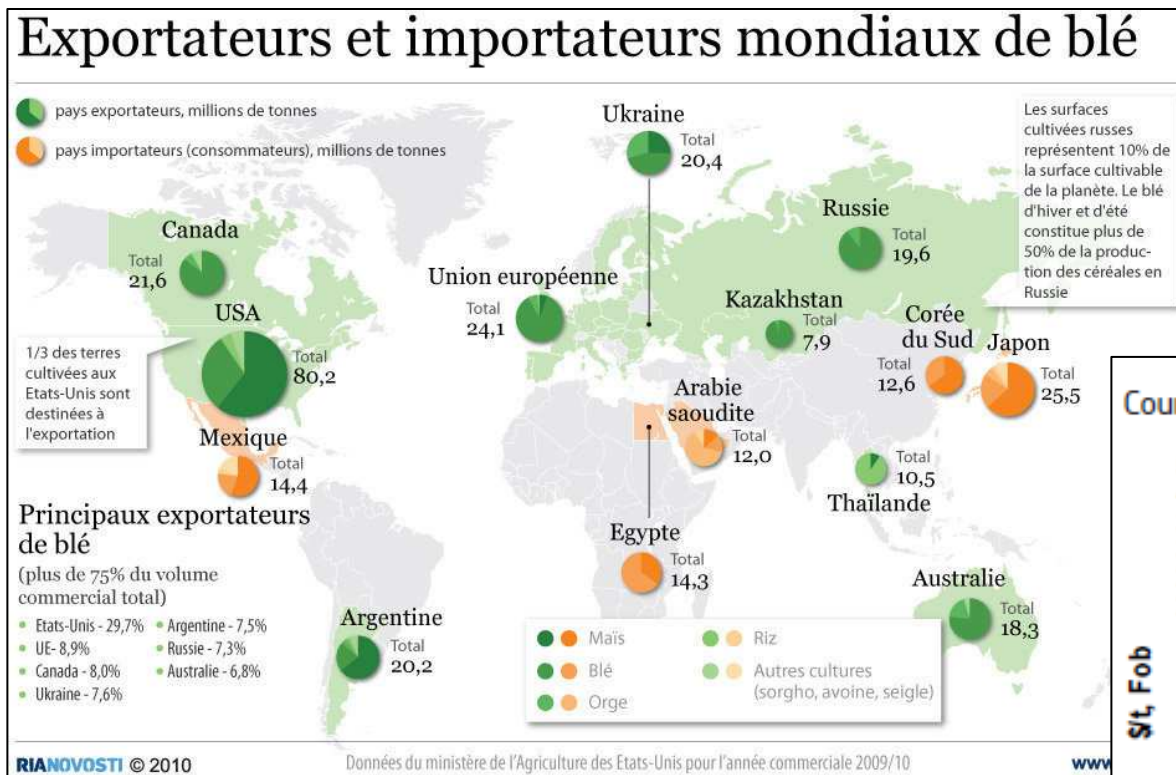 Exportateurs et importateurs mondiaux de blé
pays exportateurs, millions de tonnes
pays importateurs (consommateurs), millions de tonnes
Ukraine
Total
20,4
Les surfaces
cultivées russes
représentent 10% de
la surface cultivable
de la planète. Le blé
d'hiver et d'été
constitue plus de
50% de la produc-
tion des céréales en
Russie
Canada
Total
21,6
Russie
Total
19,6
Union européenne
Total
24,1
USA
Total
80,2
1/3 des terres
cultivées aux
Etats-Unis sont
destinées à
l'exportation
Kazakhstan
Total
7,9
Corée
du Sud
Total
12,6
Japon
Total
25,5
Arabie
saoudite
Total
12,0
Mexique
Total
14,4
Total
10,5
Thaïlande
Egypte
Total
14,3
Australie
Total
18,3
Argentine
Total
20,2
Principaux exportateurs
de blé
(plus de 75% du volume
commercial total)
• Etats-Unis - 29,7%
• UE- 8,9%
• Canada - 8,0%
• Ukraine - 7,6%
• Argentine - 7,5%
• Russie - 7,3%
• Australie - 6,8%
Maïs
Blé
Orge
Riz
Autres cultures
(sorgho, avoine, seigle)
RIANOVOSTI © 2010
Données du ministère de l'Agriculture des Etats-Unis pour l'année commerciale 2009/10
www
Cour
$/t, Fob